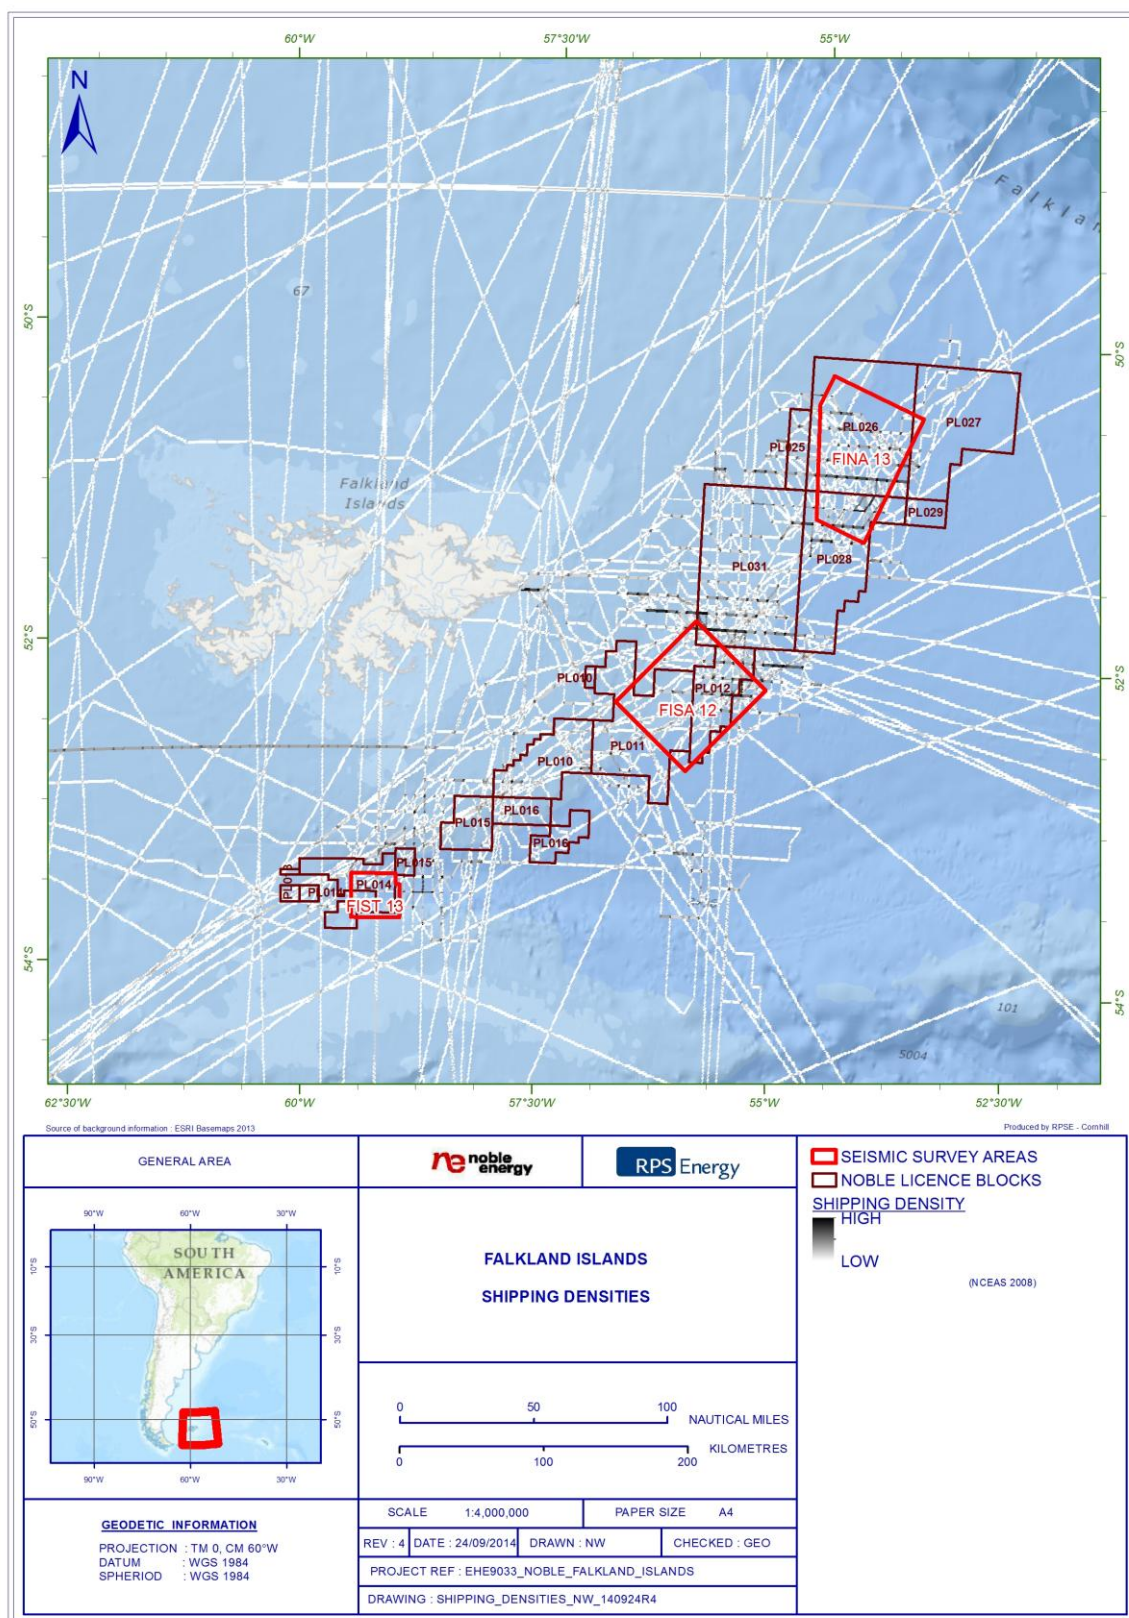 60°W 57°30'W 55°W
N
Falklan
67
50°S
50°S
PL026
PL027
PL025
FINA 13
Falkland
Islands
PL029
PL028
PL031
52°S
52°S
PL010
PL012
FISA 12
PL011
PL010
PL016
PL015
PL016
PL015
PL014
FIST 13
54°S
54°S
101
5004
62°30'W 60°W 57°30'W 55°W 52°30'W
Source of background information : ESRI Basemaps 2013
Produced by RPSE - Cornhill
GENERAL AREA
noble
energy
RPS Energy
SEISMIC SURVEY AREAS
NOBLE LICENCE BLOCKS
SHIPPING DENSITY
HIGH
LOW
(NCEAS 2008)
90°W 60°W 30°W
SOUTH
AMERICA
10°S 10°S
30°S 30°S
50°S 50°S
90°W 60°W 30°W
FALKLAND ISLANDS
SHIPPING DENSITIES
0 50 100
NAUTICAL MILES
KILOMETRES
0 100 200
GEODETIC INFORMATION
PROJECTION : TM 0, CM 60°W
DATUM : WGS 1984
SPHERIOD : WGS 1984
SCALE 1:4,000,000 PAPER SIZE A4
REV : 4 DATE : 24/09/2014 DRAWN : NW CHECKED : GEO
PROJECT REF : EHE9033_NOBLE_FALKLAND_ISLANDS
DRAWING : SHIPPING_DENSITIES_NW_140924R4